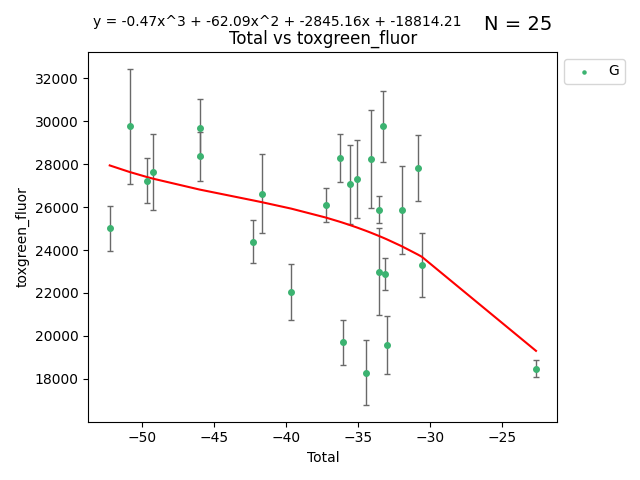 y = -0.47x^3 + -62.09x^2 + -2845.16x + -18814.21 N = 25
Total vs toxgreen_fluor
G
toxgreen_fluor
32000
30000
28000
26000
24000
22000
20000
18000
−50 −45 −40 −35 −30 −25
Total